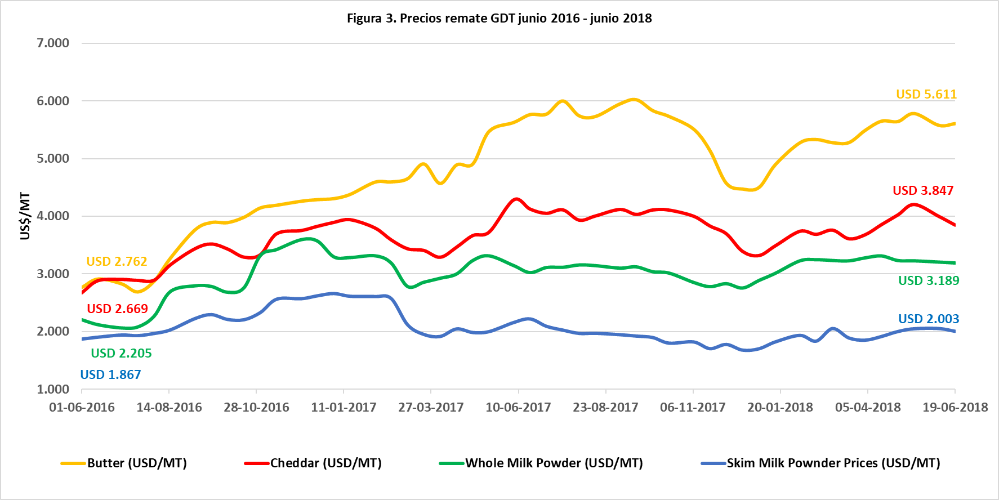 Figura 3. Precios remate GDT junio 2016 - junio 2018
7.000
6.000
5.000
4.000
3.000
2.000
1.000
US$/MT
USD 5.611
USD 3.847
USD 2.762
USD 3.189
USD 2.669
USD 2.003
USD 2.205
USD 1.867
01-06-2016 14-08-2016 28-10-2016 11-01-2017 27-03-2017 10-06-2017 23-08-2017 06-11-2017 20-01-2018 05-04-2018 19-06-2018
Butter (USD/MT) Cheddar (USD/MT) Whole Milk Powder (USD/MT) Skim Milk Pownder Prices (USD/MT)